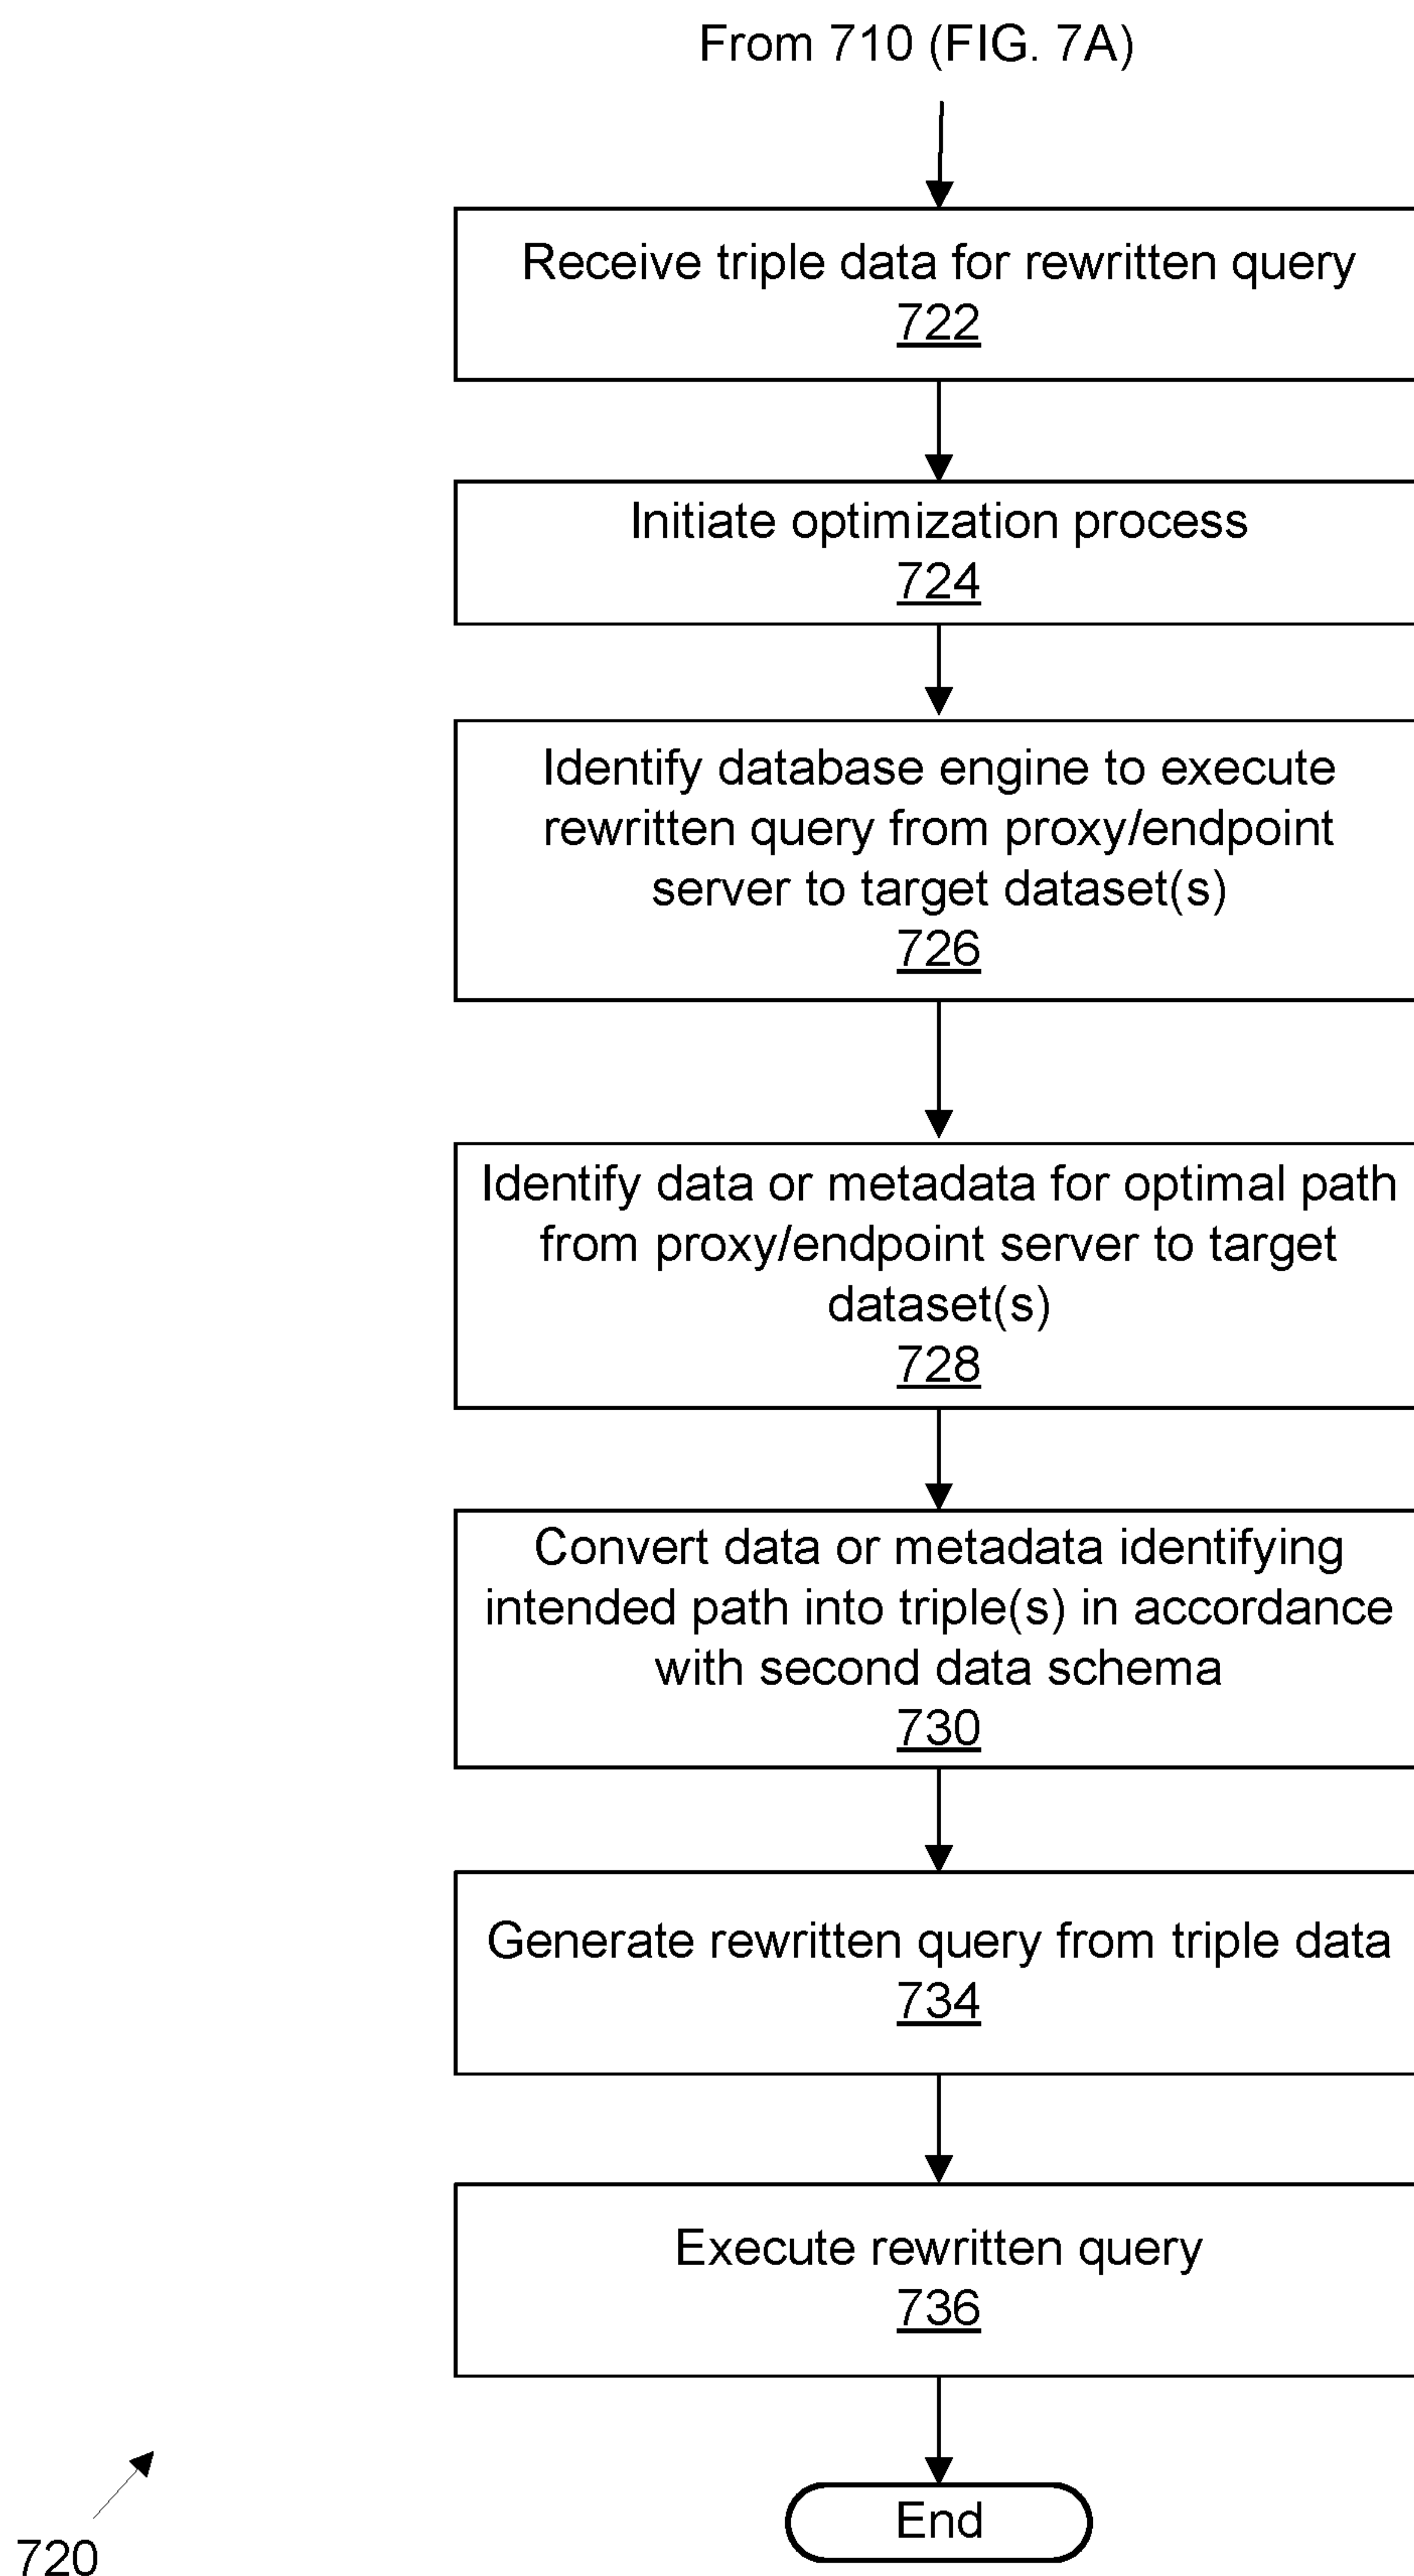 From 710 (FIG. 7A)
Receive triple data for rewritten query
722
Initiate optimization process
724
Identify database engine to execute
rewritten query from proxy/endpoint
server to target dataset(s)
726
Identify data or metadata for optimal path
from proxy/endpoint server to target
dataset(s)
728
Convert data or metadata identifying
intended path into triple(s) in accordance
with second data schema
730
Generate rewritten query from triple data
734
Execute rewritten query
736
End
720